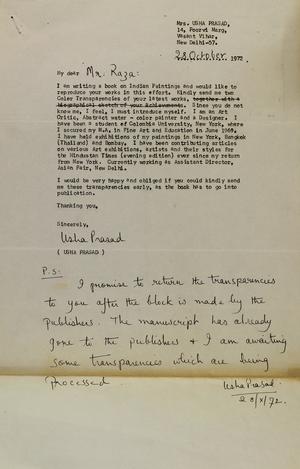 Mrs. USHA PRASAD,
14, Poorvi Marg,
Vasant Vihar,
New Delhi-57.
28 October, 1972
My dear Mr. Raza:
I am writing a book on Indian Paintings and would like to
reproduce your works in this effort. Kindly send me two
Color Transparencies of your latest works, together with a
Biographical sketch of your Achievements. Since you do not
know me, I feel, I must introduce myself. I am an Art
Critic, Abstract water - color painter and a Designer. I
have been a student of Columbia University, New York, where
I secured my M.A. in Fine Art and Education in June 1969.
I have held exhibitions of my paintings in New York, Bangkok
(Thailand) and Bombay. I have been contributing articles
on various Art exhibitions, Artists and their styles for
the Hindustan Times (evening edition) ever since my return
from New York. Currently working as Assistant Director,
Asian Fair, New Delhi.
I would be very happy and obliged if you could kindly send
me these transparencies early, as the book has to go into
publication.
Thanking you,
Sincerely,
Usha Prasad
( USHA PRASAD )
P.S:
I promise to return the transparencies
to you after the block is made by the
publishers. The manuscript has already
gone to the publishers & I am awaiting
some transparencies which are being
processed.
Usha Prasad
28/X/72.